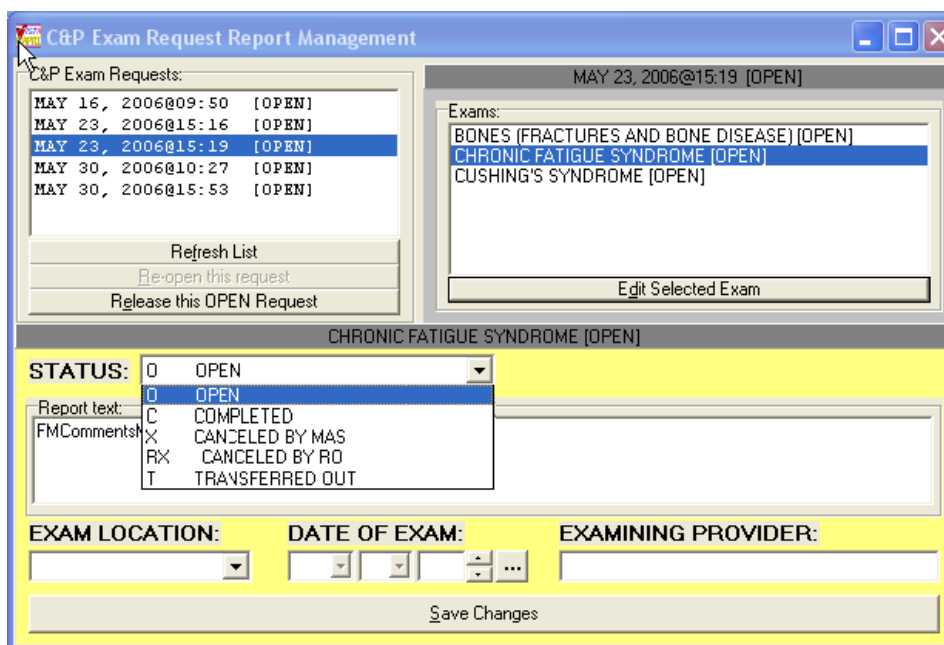 C&P Exam Request Report Management
C&P Exam Requests:
MAY 16, 2006@09:50 [OPEN]
MAY 23, 2006@15:16 [OPEN]
MAY 23, 2006@15:19 [OPEN]
MAY 30, 2006@10:27 [OPEN]
MAY 30, 2006@15:53 [OPEN]
Refresh List
Re-open this request
Release this OPEN Request
MAY 23, 2006@15:19 [OPEN]
Exams:
BONES (FRACTURES AND BONE DISEASE) [OPEN]
CHRONIC FATIGUE SYNDROME [OPEN]
CUSHING'S SYNDROME [OPEN]
Edit Selected Exam
CHRONIC FATIGUE SYNDROME [OPEN]
STATUS: O OPEN
O OPEN
C COMPLETED
X CANCELED BY MAS
RX CANCELED BY RO
T TRANSFERRED OUT
Report text:
FMComments
EXAM LOCATION: DATE OF EXAM: EXAMINING PROVIDER:
...
Save Changes